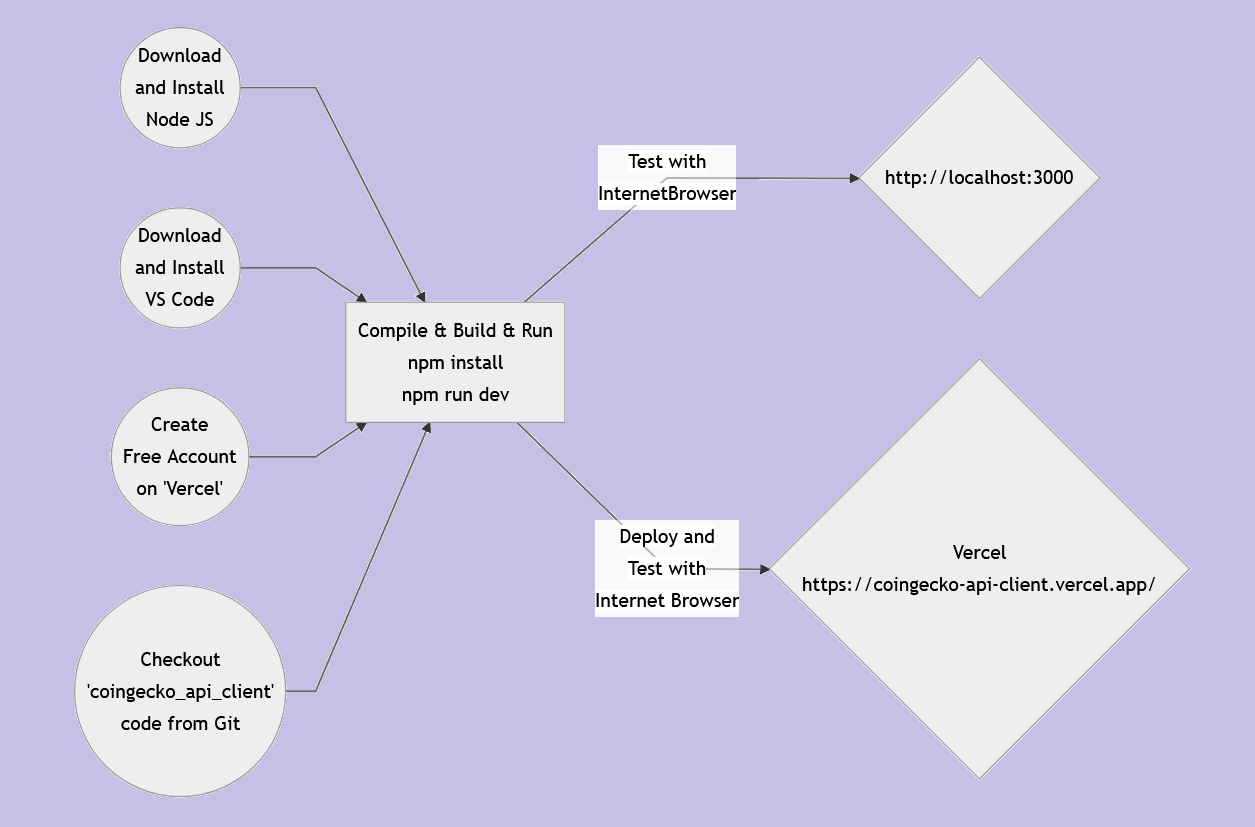 Download
and Install
Node JS
Download
and Install
VS Code
Create
Free Account
on 'Vercel'
Checkout
'coingecko_api_client'
code from Git
Compile & Build & Run
npm install
npm run dev
Test with
InternetBrowser
Deploy and
Test with
Internet Browser
http://localhost:3000
Vercel
https://coingecko-api-client.vercel.app/